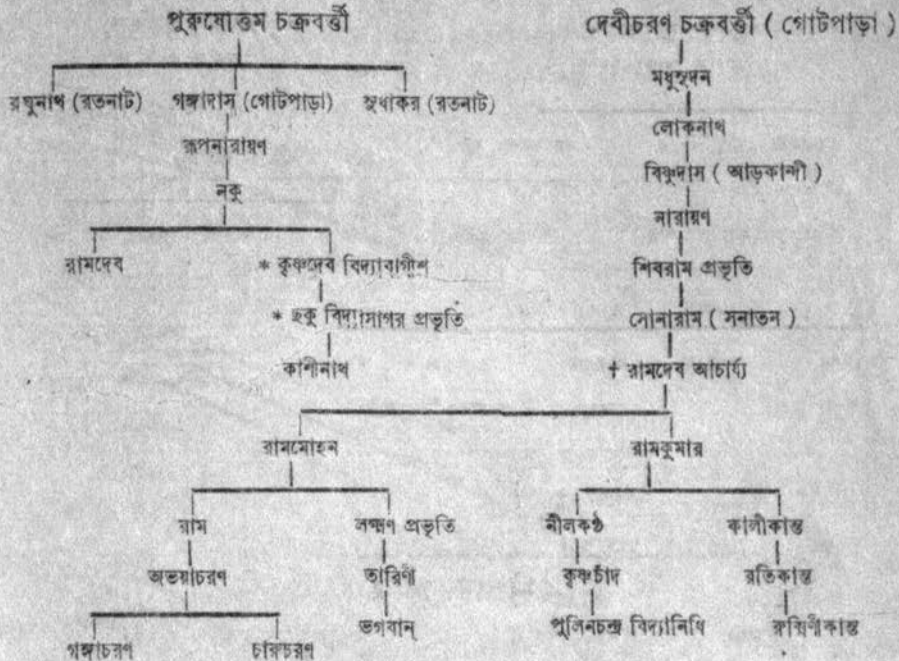 পুরুষোত্তম চক্রবর্ত্তী দেবীচরণ চক্রবর্ত্তী ( গোটপাড়া )
মধুসূদন
রঘুনাথ (রতনাট) গঙ্গাদাস (গোটপাড়া) সুধাকর (রতনাট)
লোকনাথ
রূপনারায়ণ
বিষ্ণুদাস ( আড়কান্দী )
নকু
নারায়ণ
রামদেব * কৃষ্ণদেব বিদ্যাবাগীশ শিবরাম প্রভৃতি
* ছকু বিদ্যাসাগর প্রভৃতি সোনারাম ( সনাতন )
কাশীনাথ † রামদেব আচার্য্য
রামমোহন রামকুমার
রাম লক্ষ্মণ প্রভৃতি নীলকণ্ঠ কালীকান্ত
অভয়াচরণ তারিণী কৃষ্ণচাঁদ রতিকান্ত
ভগবান্ পুলিনচন্দ্র বিদ্যানিধি রুক্মিণীকান্ত
গঙ্গাচরণ চারুচরণ